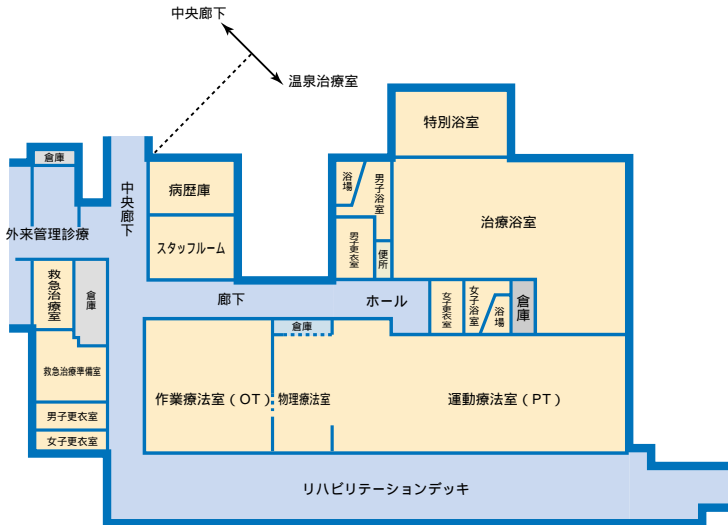 中央廊下
温泉治療室
特別浴室
倉庫
中央廊下
病歴庫
浴場
男子浴室
治療浴室
外来管理診療
スタッフルーム
男子更衣室
便所
救急治療室
倉庫
廊下
ホール
女子更衣室
女子浴室
浴場
倉庫
倉庫
救急治療準備室
作業療法室（OT）
物理療法室
運動療法室（PT）
男子更衣室
女子更衣室
リハビリテーションデッキ